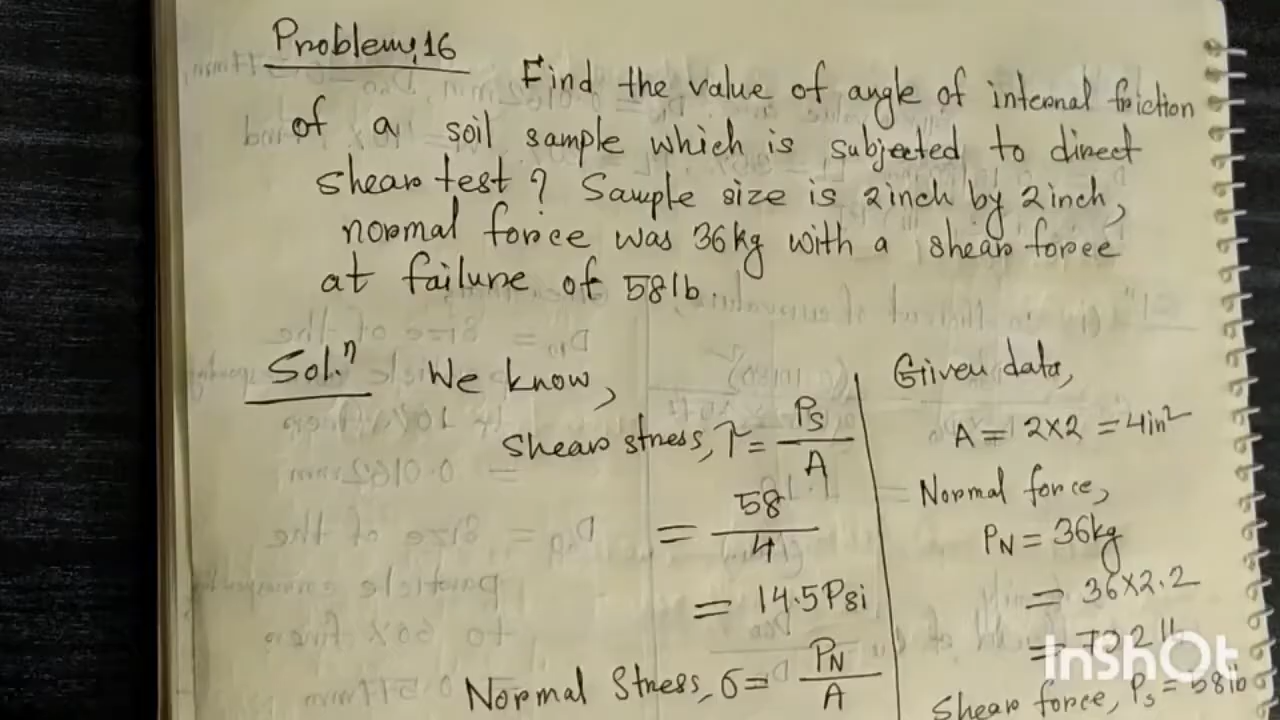 Problem 16
Find the value of angle of internal friction
of a soil sample which is subjected to direct
shear test? Sample size is 2inch by 2inch,
normal force was 36kg with a shear force
at failure of 58lb.
Sol.n We know,
Shear stress, τ = Ps/A
= 58/4
= 14.5 Psi
Normal Stress, σ = PN/A
Given data,
A = 2×2 = 4in²
Normal force,
PN = 36kg
= 36×2.2
=
Shear force, Ps = 58lb
InShOt